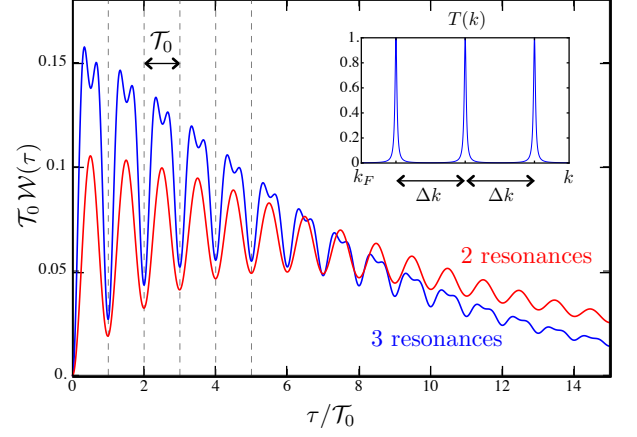 T(k)
1.
0.8
0.6
0.4
0.2
0
k_F
k
Δk
Δk
𝒯₀
0.15
0.1
0.05
0.
𝒯₀ 𝒲(τ)
2 resonances
3 resonances
0 2 4 6 8 10 12 14
τ/𝒯₀